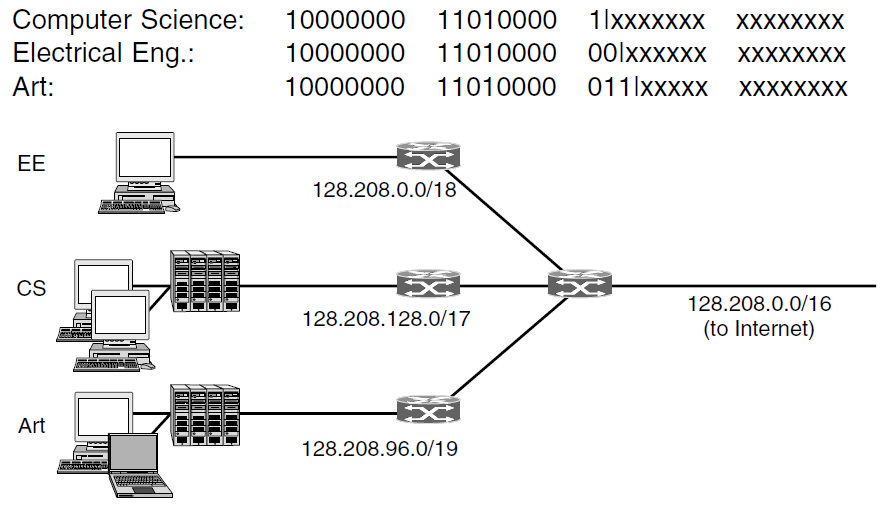 Computer Science: 10000000 11010000 1|xxxxxxx xxxxxxxx
Electrical Eng.: 10000000 11010000 00|xxxxxx xxxxxxxx
Art: 10000000 11010000 011|xxxxx xxxxxxxx
EE
128.208.0.0/18
CS
128.208.128.0/17
128.208.0.0/16
(to Internet)
Art
128.208.96.0/19